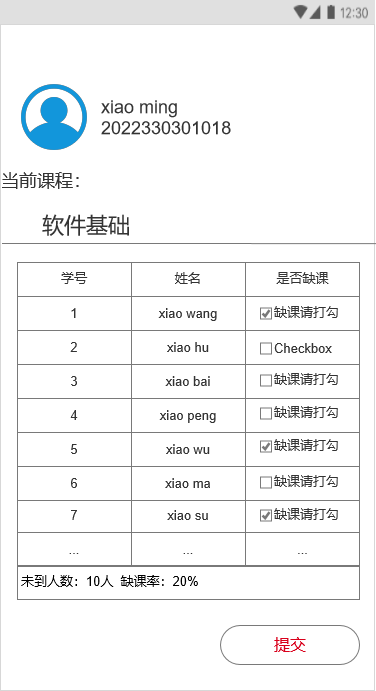 12:30
xiao ming
2022330301018
当前课程：
软件基础
学号 姓名 是否缺课
1 xiao wang 缺课请打勾
2 xiao hu Checkbox
3 xiao bai 缺课请打勾
4 xiao peng 缺课请打勾
5 xiao wu 缺课请打勾
6 xiao ma 缺课请打勾
7 xiao su 缺课请打勾
... ... ...
未到人数：10人 缺课率：20%
提交